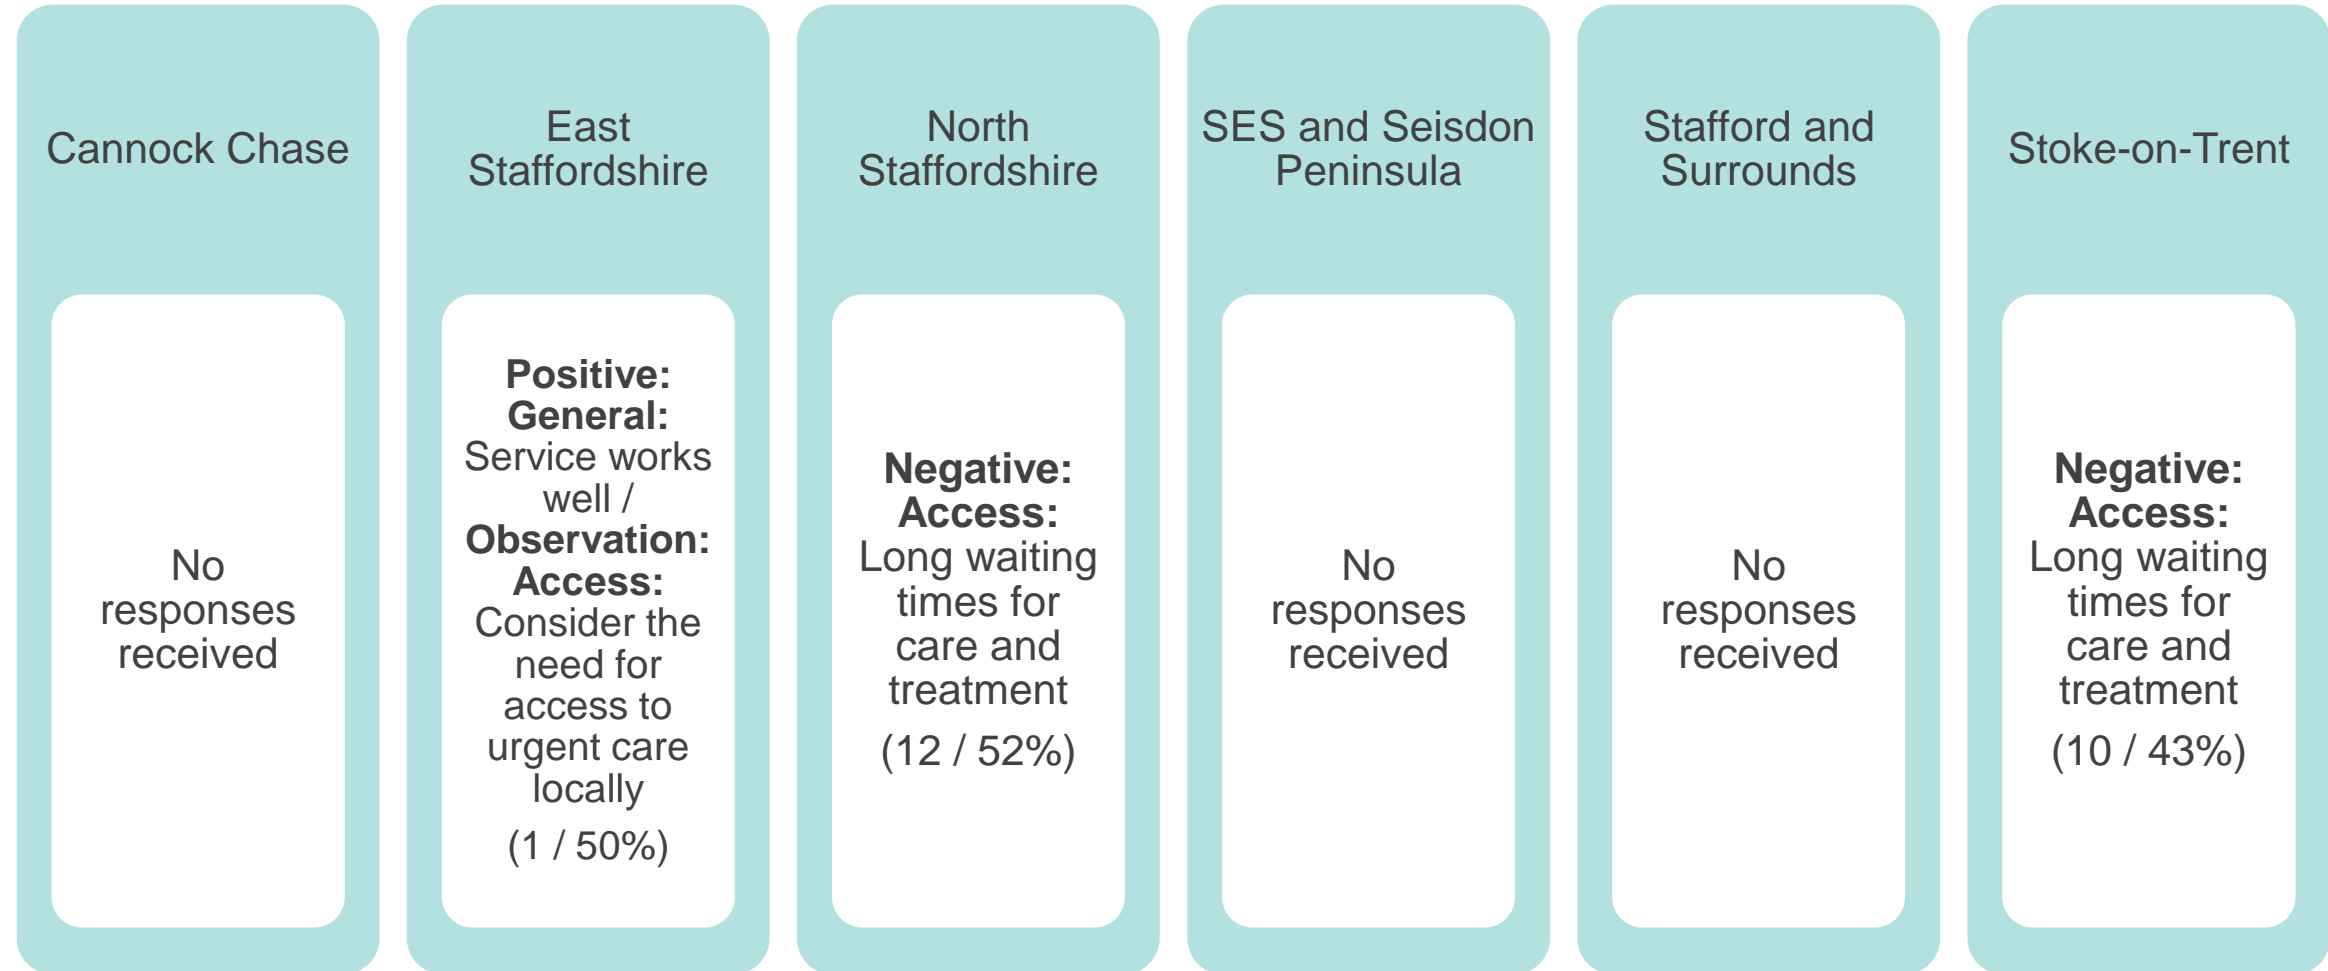 Cannock Chase
No
responses
received
East
Staffordshire
Positive:
General:
Service works
well /
Observation:
Access:
Consider the
need for
access to
urgent care
locally
(1 / 50%)
North
Staffordshire
Negative:
Access:
Long waiting
times for
care and
treatment
(12 / 52%)
SES and Seisdon
Peninsula
No
responses
received
Stafford and
Surrounds
No
responses
received
Stoke-on-Trent
Negative:
Access:
Long waiting
times for
care and
treatment
(10 / 43%)